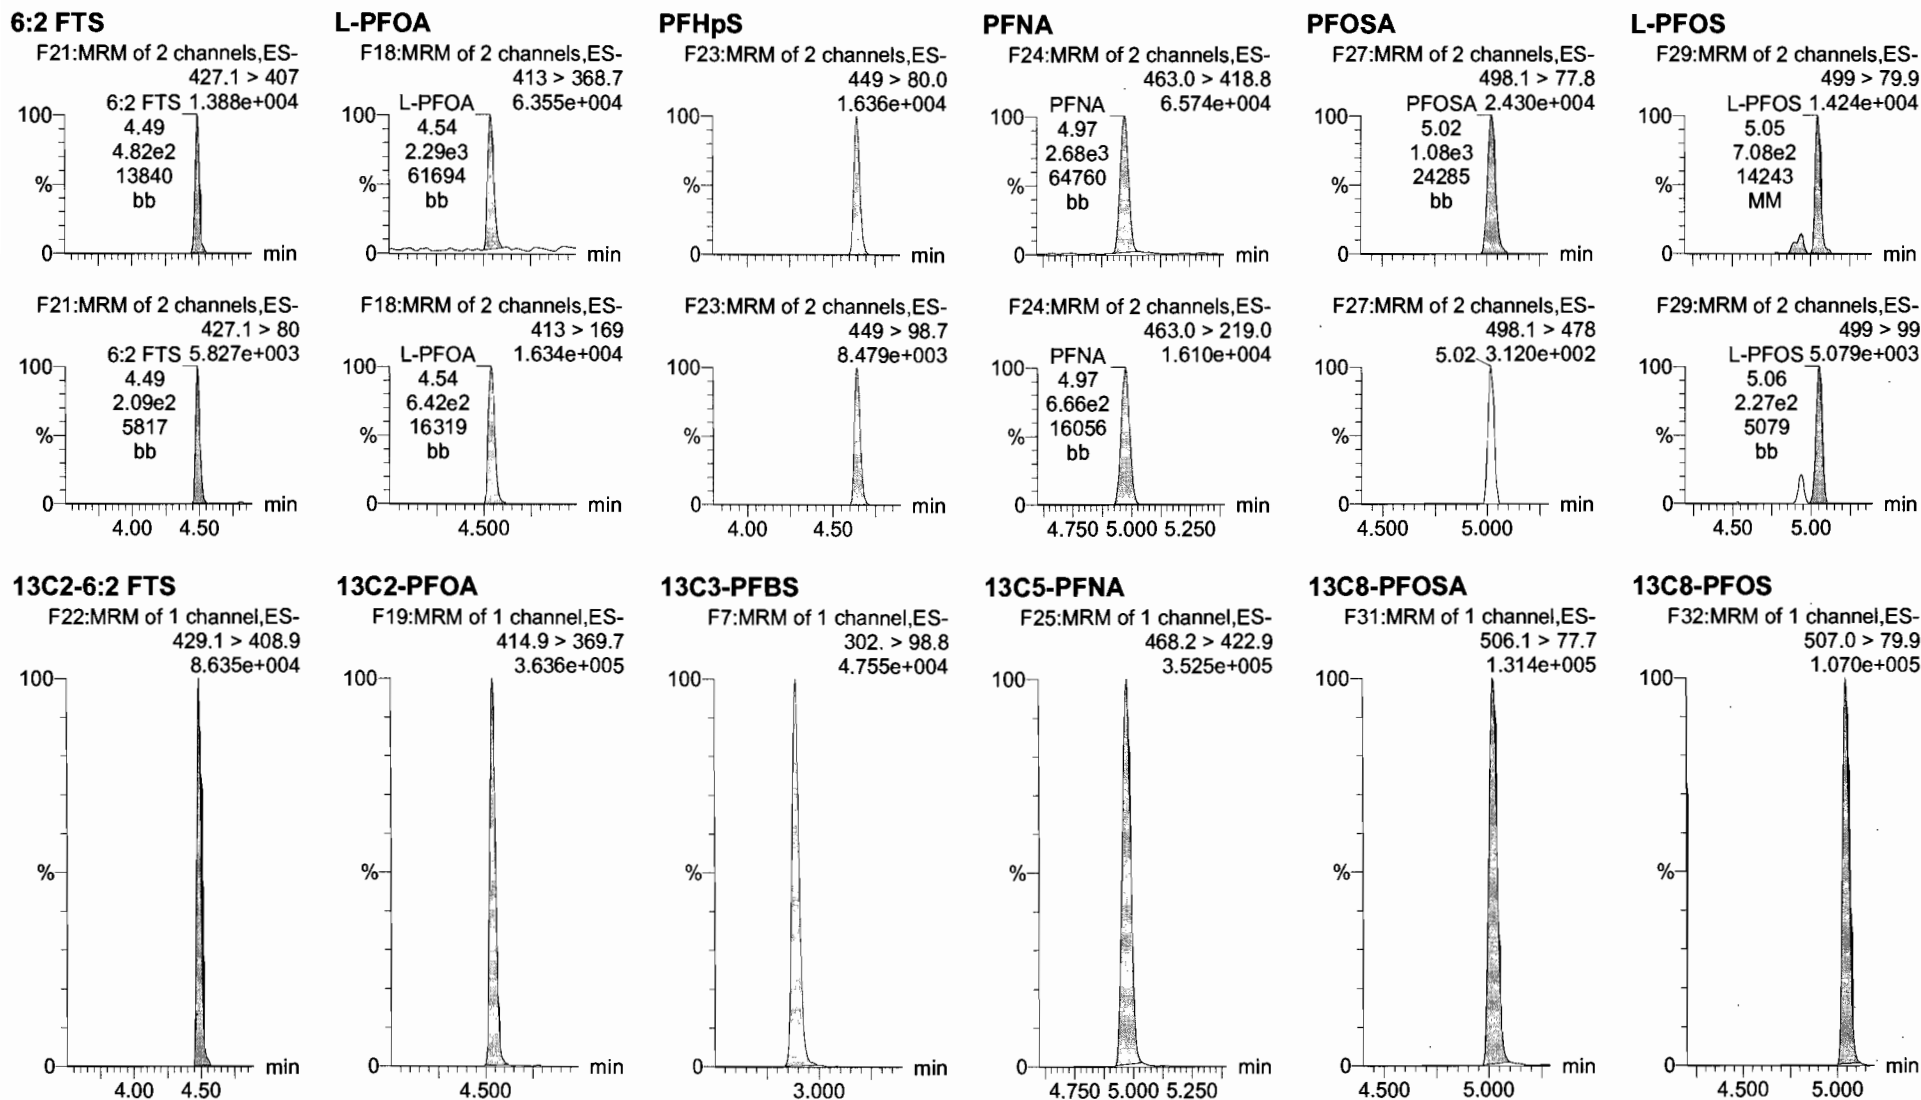 6:2 FTS
F21:MRM of 2 channels,ES-
427.1 > 407
6:2 FTS 1.388e+004
100
4.49
4.82e2
13840
bb
%
0
min
L-PFOA
F18:MRM of 2 channels,ES-
413 > 368.7
L-PFOA 6.355e+004
100
4.54
2.29e3
61694
bb
%
0
min
PFHpS
F23:MRM of 2 channels,ES-
449 > 80.0
1.636e+004
100
%
0
min
PFNA
F24:MRM of 2 channels,ES-
463.0 > 418.8
PFNA 6.574e+004
100
4.97
2.68e3
64760
bb
%
0
min
PFOSA
F27:MRM of 2 channels,ES-
498.1 > 77.8
PFOSA 2.430e+004
100
5.02
1.08e3
24285
bb
%
0
min
L-PFOS
F29:MRM of 2 channels,ES-
499 > 79.9
L-PFOS 1.424e+004
100
5.05
7.08e2
14243
MM
%
0
min
F21:MRM of 2 channels,ES-
427.1 > 80
6:2 FTS 5.827e+003
100
4.49
2.09e2
5817
bb
%
0
min
4.00 4.50
F18:MRM of 2 channels,ES-
413 > 169
L-PFOA 1.634e+004
100
4.54
6.42e2
16319
bb
%
0
min
4.500
F23:MRM of 2 channels,ES-
449 > 98.7
8.479e+003
100
%
0
min
4.00 4.50
F24:MRM of 2 channels,ES-
463.0 > 219.0
PFNA 1.610e+004
100
4.97
6.66e2
16056
bb
%
0
min
4.750 5.000 5.250
F27:MRM of 2 channels,ES-
498.1 > 478
5.02 3.120e+002
100
%
0
min
4.500 5.000
F29:MRM of 2 channels,ES-
499 > 99
L-PFOS 5.079e+003
100
5.06
2.27e2
5079
bb
%
0
min
4.50 5.00
13C2-6:2 FTS
F22:MRM of 1 channel,ES-
429.1 > 408.9
8.635e+004
100
%
0
min
4.00 4.50
13C2-PFOA
F19:MRM of 1 channel,ES-
414.9 > 369.7
3.636e+005
100
%
0
min
4.500
13C3-PFBS
F7:MRM of 1 channel,ES-
302. > 98.8
4.755e+004
100
%
0
min
3.000
13C5-PFNA
F25:MRM of 1 channel,ES-
468.2 > 422.9
3.525e+005
100
%
0
min
4.750 5.000 5.250
13C8-PFOSA
F31:MRM of 1 channel,ES-
506.1 > 77.7
1.314e+005
100
%
0
min
4.500 5.000
13C8-PFOS
F32:MRM of 1 channel,ES-
507.0 > 79.9
1.070e+005
100
%
0
min
4.500 5.000